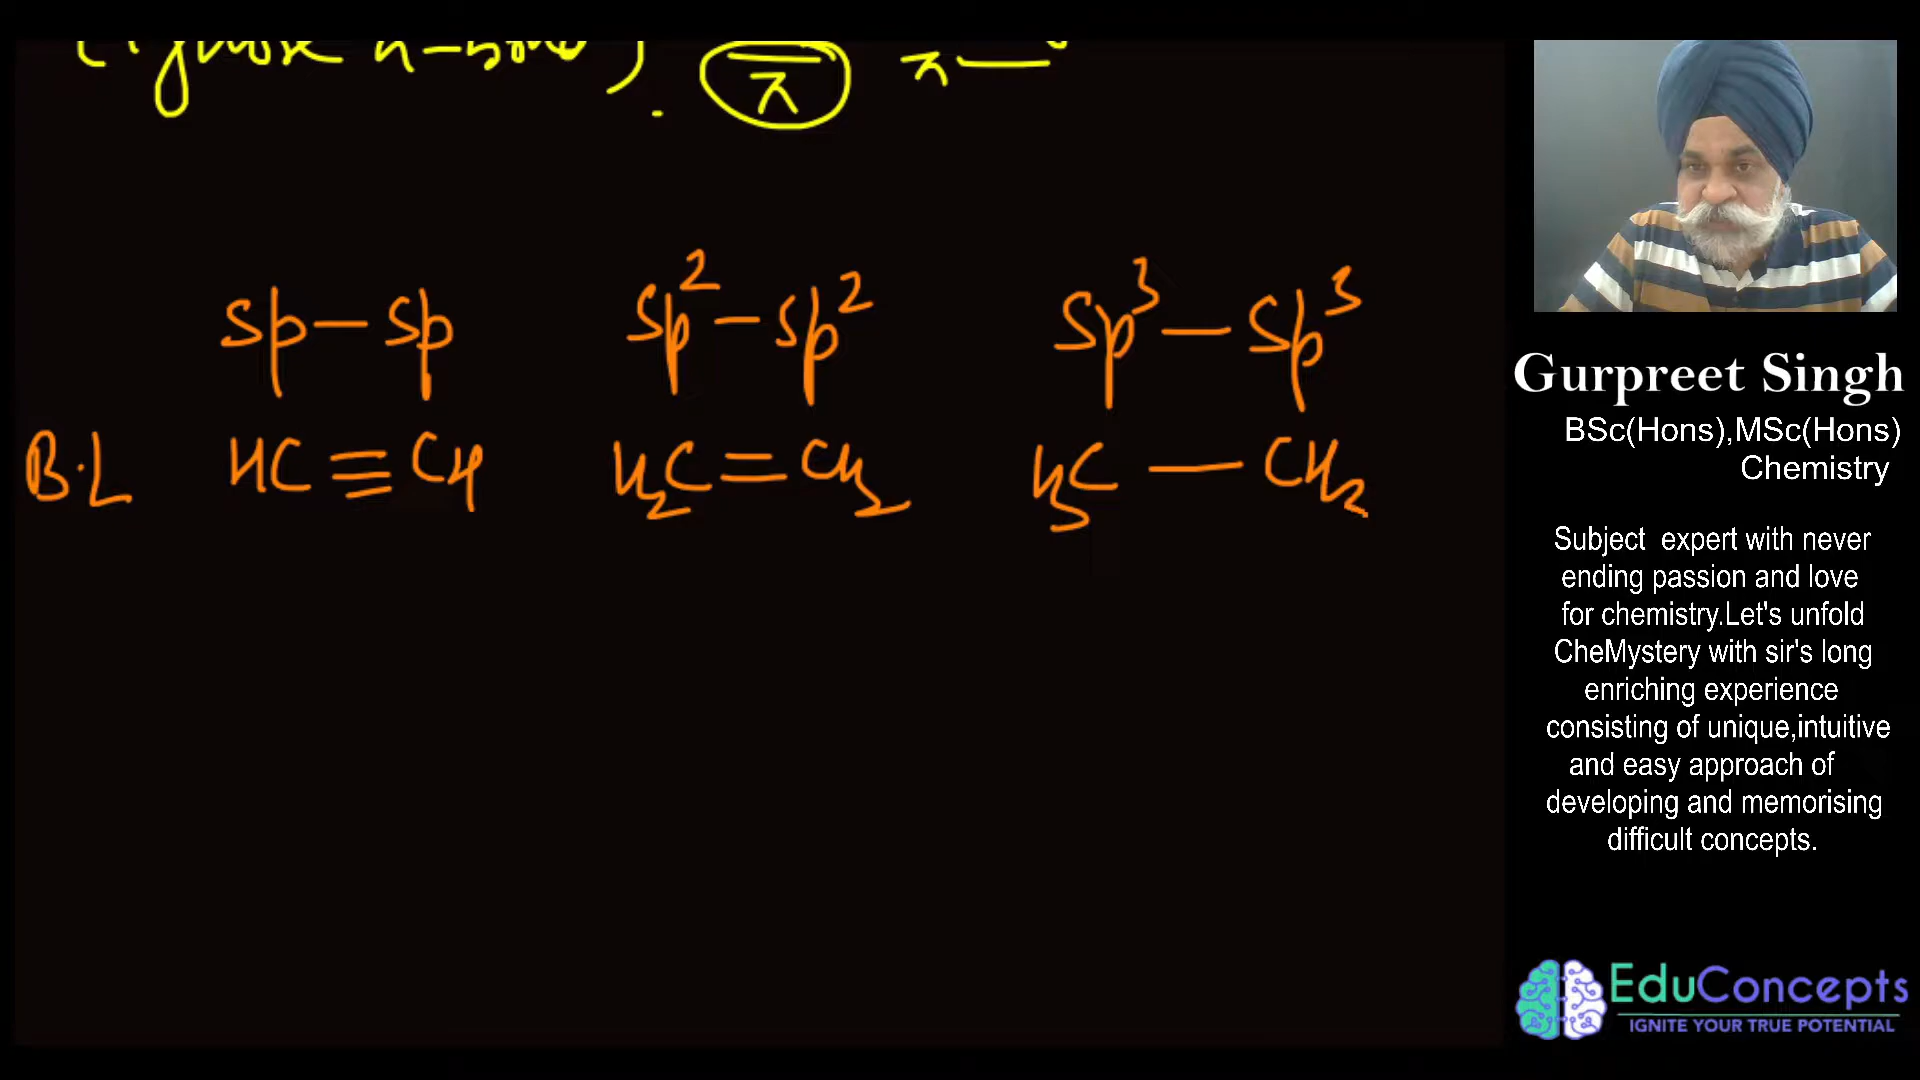 π π
sp – sp sp² – sp² sp³ – sp³
B.L HC ≡ CH H₂C = CH₂ H₃C – CH₂
Gurpreet Singh
BSc(Hons),MSc(Hons)
Chemistry
Subject expert with never
ending passion and love
for chemistry.Let's unfold
CheMystery with sir's long
enriching experience
consisting of unique,intuitive
and easy approach of
developing and memorising
difficult concepts.
EduConcepts
IGNITE YOUR TRUE POTENTIAL